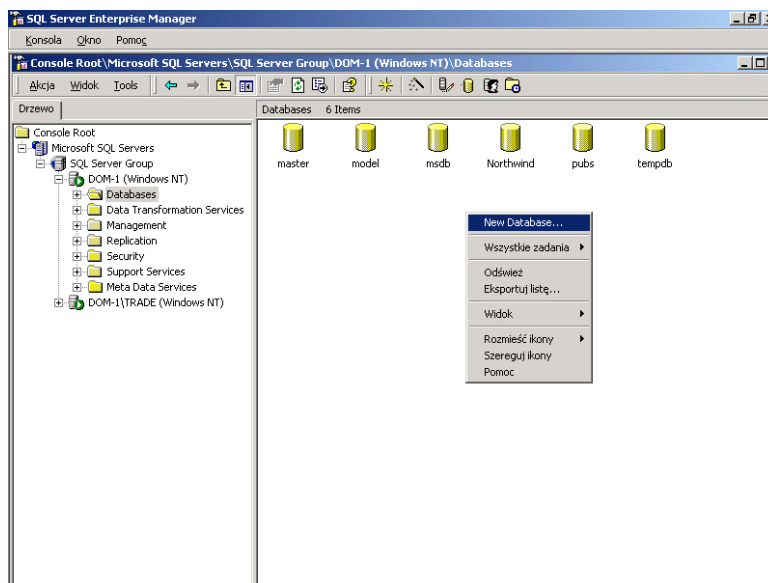 SQL Server Enterprise Manager
Konsola Okno Pomoc
Console Root\Microsoft SQL Servers\SQL Server Group\DOM-1 (Windows NT)\Databases
Akcja Widok Tools
Drzewo
Databases 6 Items
Console Root
Microsoft SQL Servers
SQL Server Group
DOM-1 (Windows NT)
Databases
Data Transformation Services
Management
Replication
Security
Support Services
Meta Data Services
DOM-1\TRADE (Windows NT)
master model msdb Northwind pubs tempdb
New Database...
Wszystkie zadania
Odśwież
Eksportuj listę...
Widok
Rozmieść ikony
Szereguj ikony
Pomoc